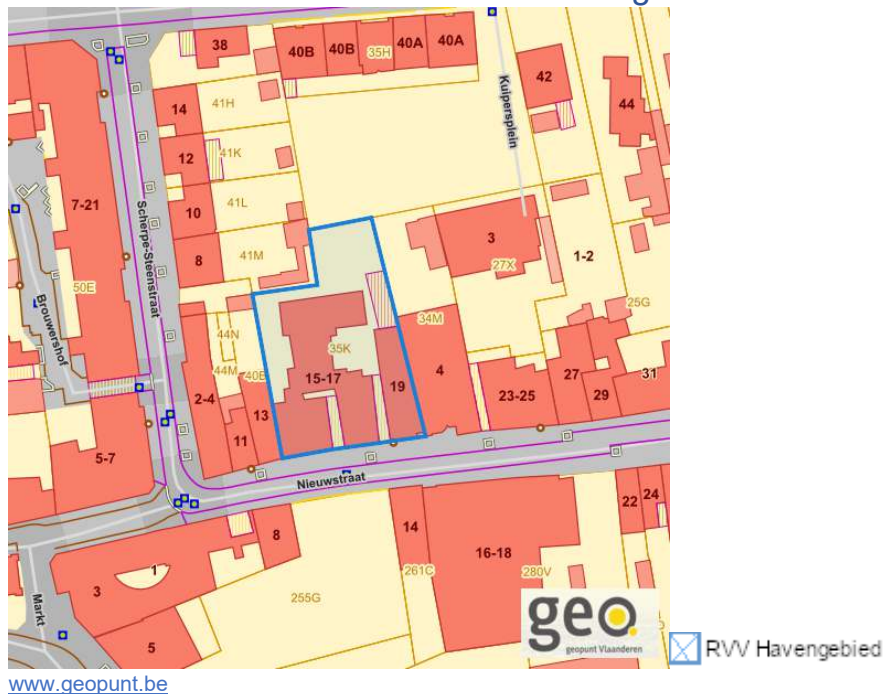 38
40B
40B
35H
40A
40A
42
44
Kuipersplein
14
41H
12
41K
10
41L
8
41M
7-21
50E
Scherpe-Steenstraat
Brouwershof
3
27X
1-2
25G
34M
44N
44M
40E
2-4
11
13
35K
15-17
19
4
23-25
27
29
31
5-7
Nieuwstraat
22
24
8
14
16-18
261C
280V
255G
3
1
5
Markt
geo
geopunt Vlaanderen
RVV Havengebied
www.geopunt.be